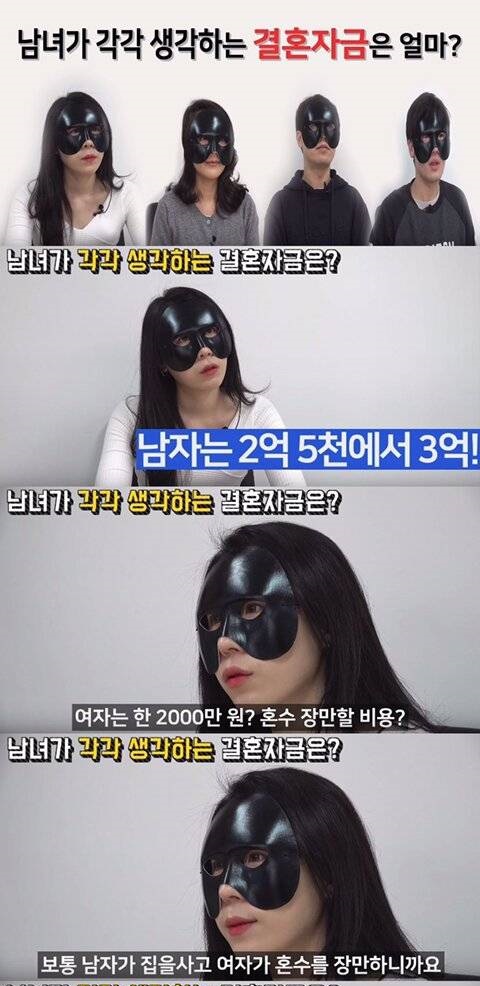 남녀가 각각 생각하는 결혼자금은 얼마?
남녀가 각각 생각하는 결혼자금은?
남자는 2억 5천에서 3억!
남녀가 각각 생각하는 결혼자금은?
여자는 한 2000만 원? 혼수 장만할 비용?
남녀가 각각 생각하는 결혼자금은?
보통 남자가 집을사고 여자가 혼수를 장만하니까요